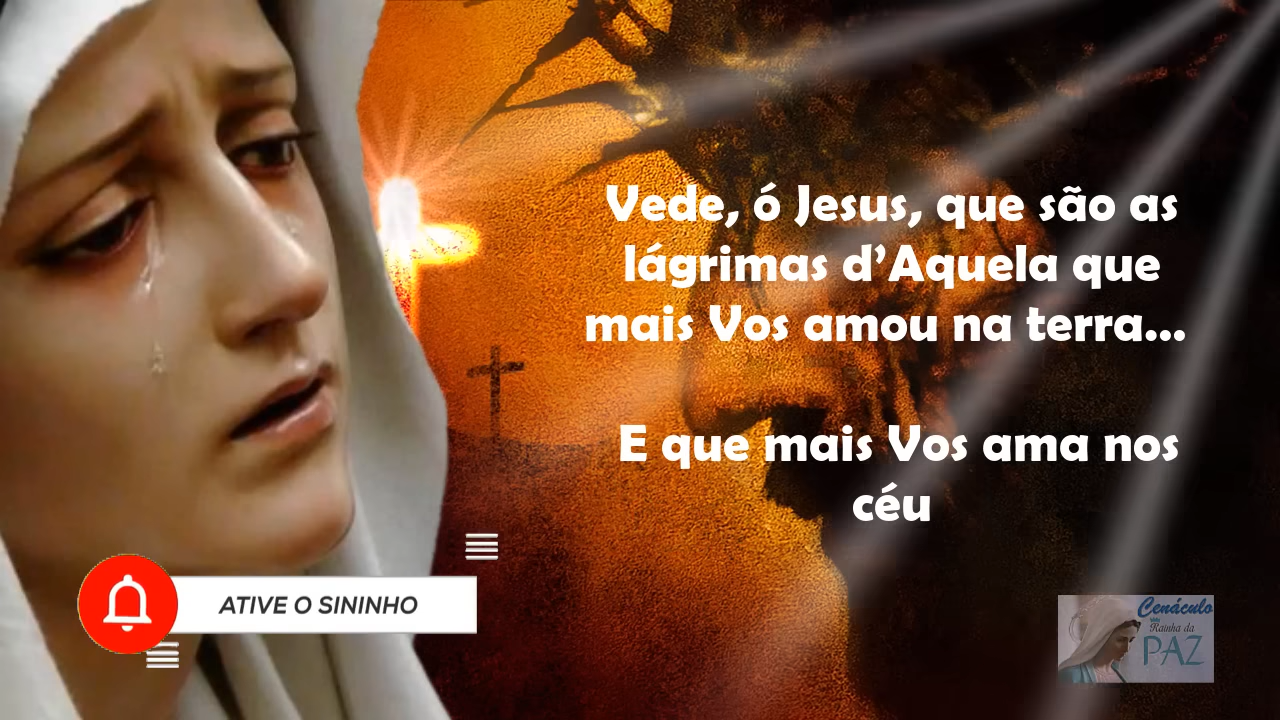 Vede, ó Jesus, que são as
lágrimas d’Aquela que
mais Vos amou na terra...
E que mais Vos ama nos
céu
ATIVE O SININHO
Cenáculo
Rainha da
PAZ